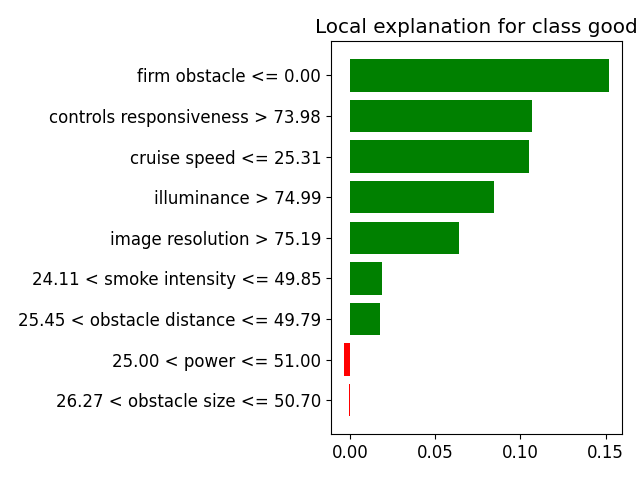 Local explanation for class good
firm obstacle <= 0.00
controls responsiveness > 73.98
cruise speed <= 25.31
illuminance > 74.99
image resolution > 75.19
24.11 < smoke intensity <= 49.85
25.45 < obstacle distance <= 49.79
25.00 < power <= 51.00
26.27 < obstacle size <= 50.70
0.00 0.05 0.10 0.15